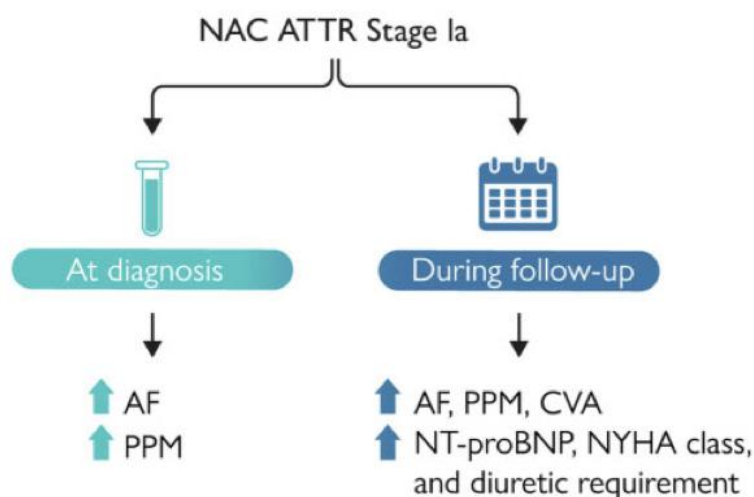 NAC ATTR Stage Ia
At diagnosis
During follow-up
AF
PPM
AF, PPM, CVA
NT-proBNP, NYHA class,
and diuretic requirement